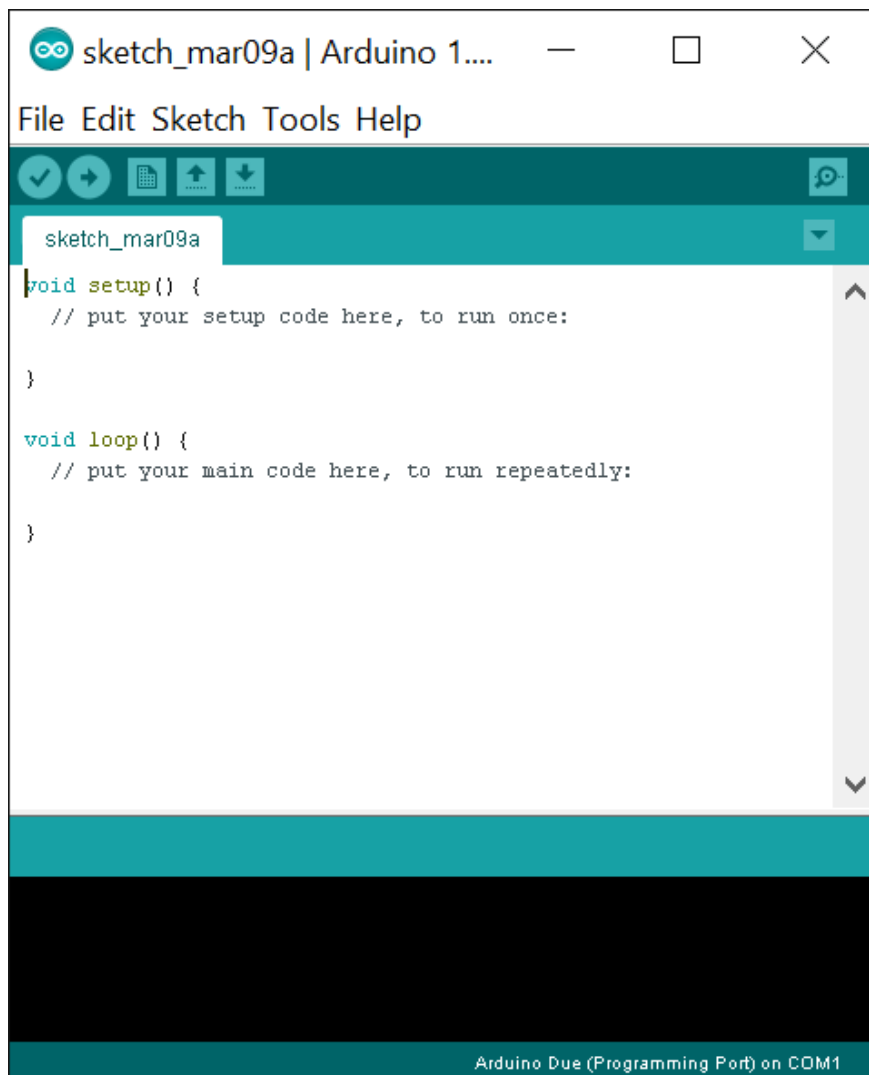 sketch_mar09a | Arduino 1....
File Edit Sketch Tools Help
sketch_mar09a
void setup() {
  // put your setup code here, to run once:
}
void loop() {
  // put your main code here, to run repeatedly:
}
Arduino Due (Programming Port) on COM1